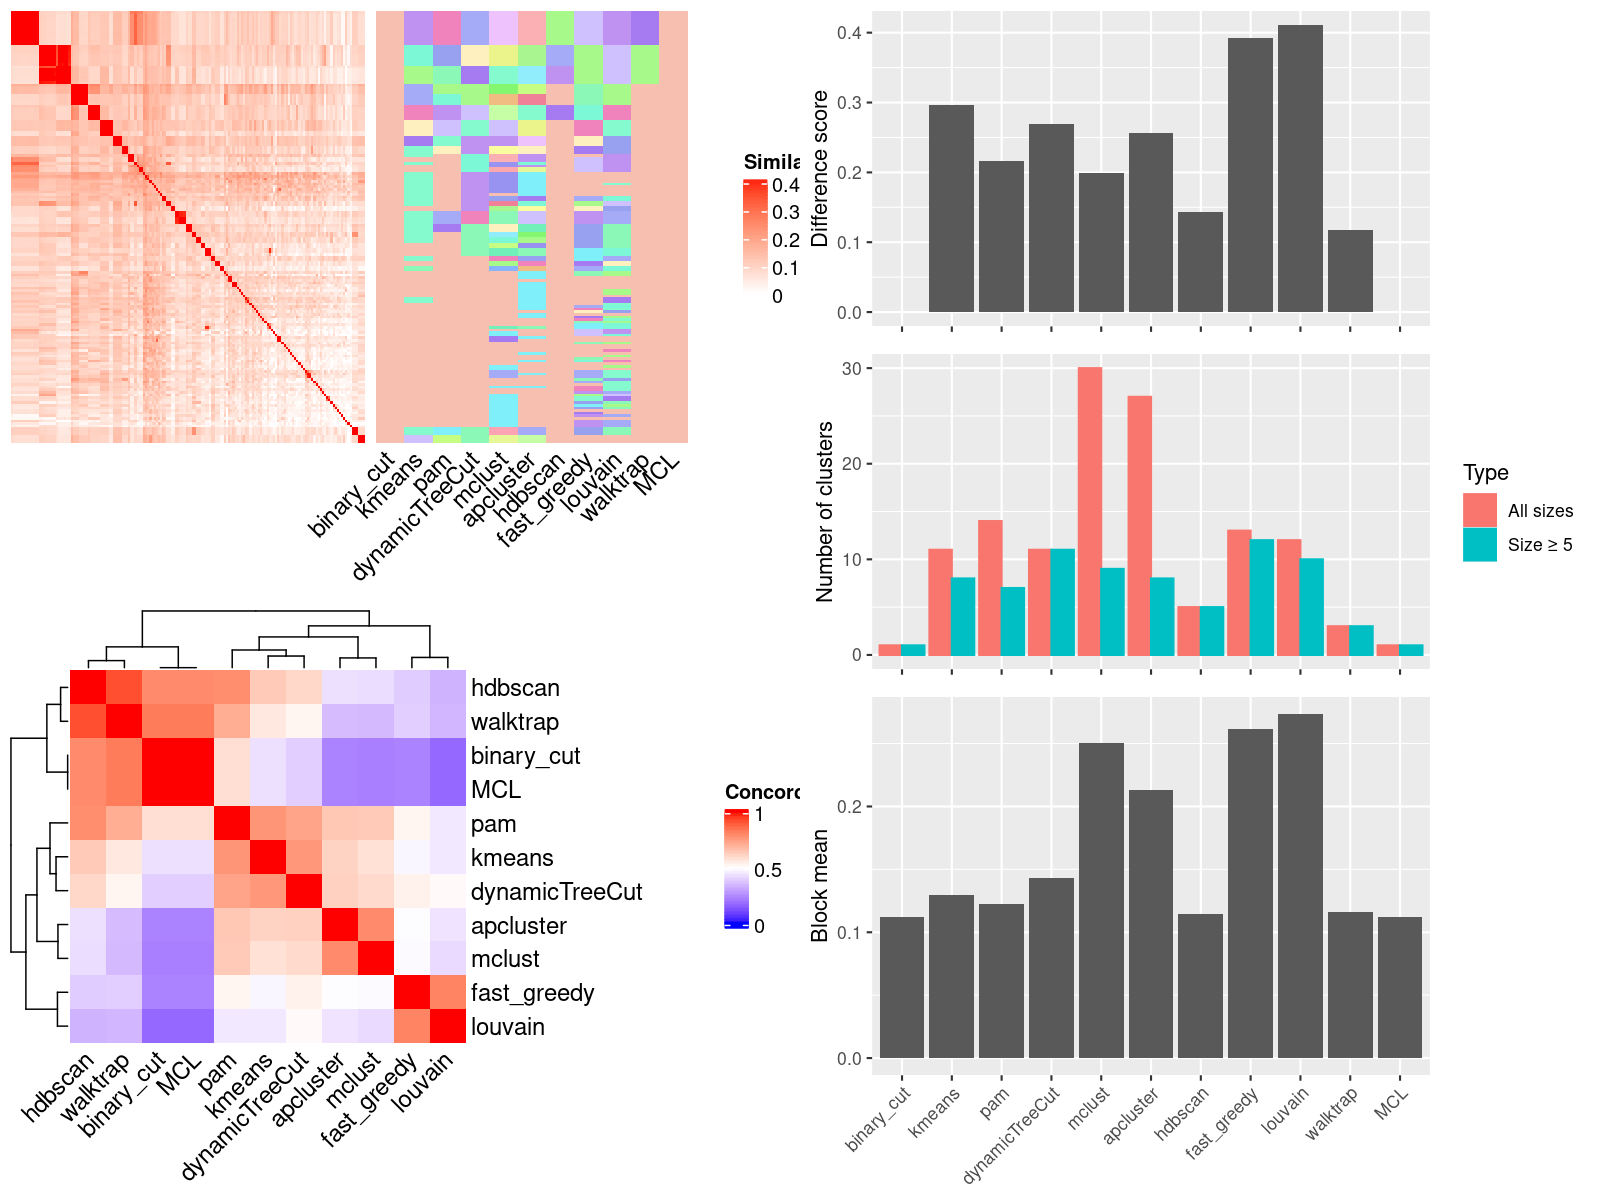 Simila
0.4
0.3
0.2
0.1
0
binary_cut
kmeans
pam
dynamicTreeCut
mclust
apcluster
hdbscan
fast_greedy
louvain
walktrap
MCL
hdbscan
walktrap
binary_cut
MCL
pam
kmeans
dynamicTreeCut
apcluster
mclust
fast_greedy
louvain
hdbscan
walktrap
binary_cut
MCL
pam
kmeans
dynamicTreeCut
apcluster
mclust
fast_greedy
louvain
Concord
1
0.5
0
Difference score
0.4
0.3
0.2
0.1
0.0
Number of clusters
30
20
10
0
Type
All sizes
Size ≥ 5
Block mean
0.2
0.1
0.0
binary_cut
kmeans
pam
dynamicTreeCut
mclust
apcluster
hdbscan
fast_greedy
louvain
walktrap
MCL